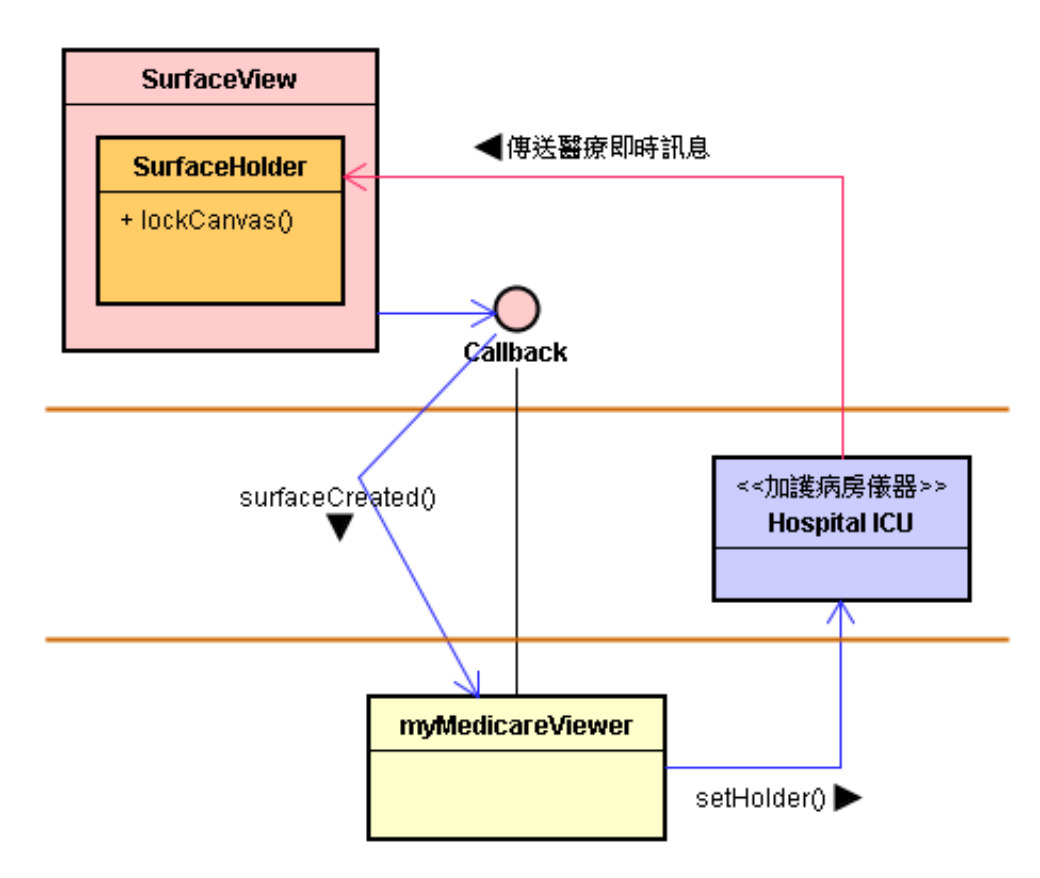 SurfaceView
SurfaceHolder
+ lockCanvas()
◀傳送醫療即時訊息
Callback
surfaceCreated()
▼
<<加護病房儀器>>
Hospital ICU
myMedicareViewer
setHolder() ▶